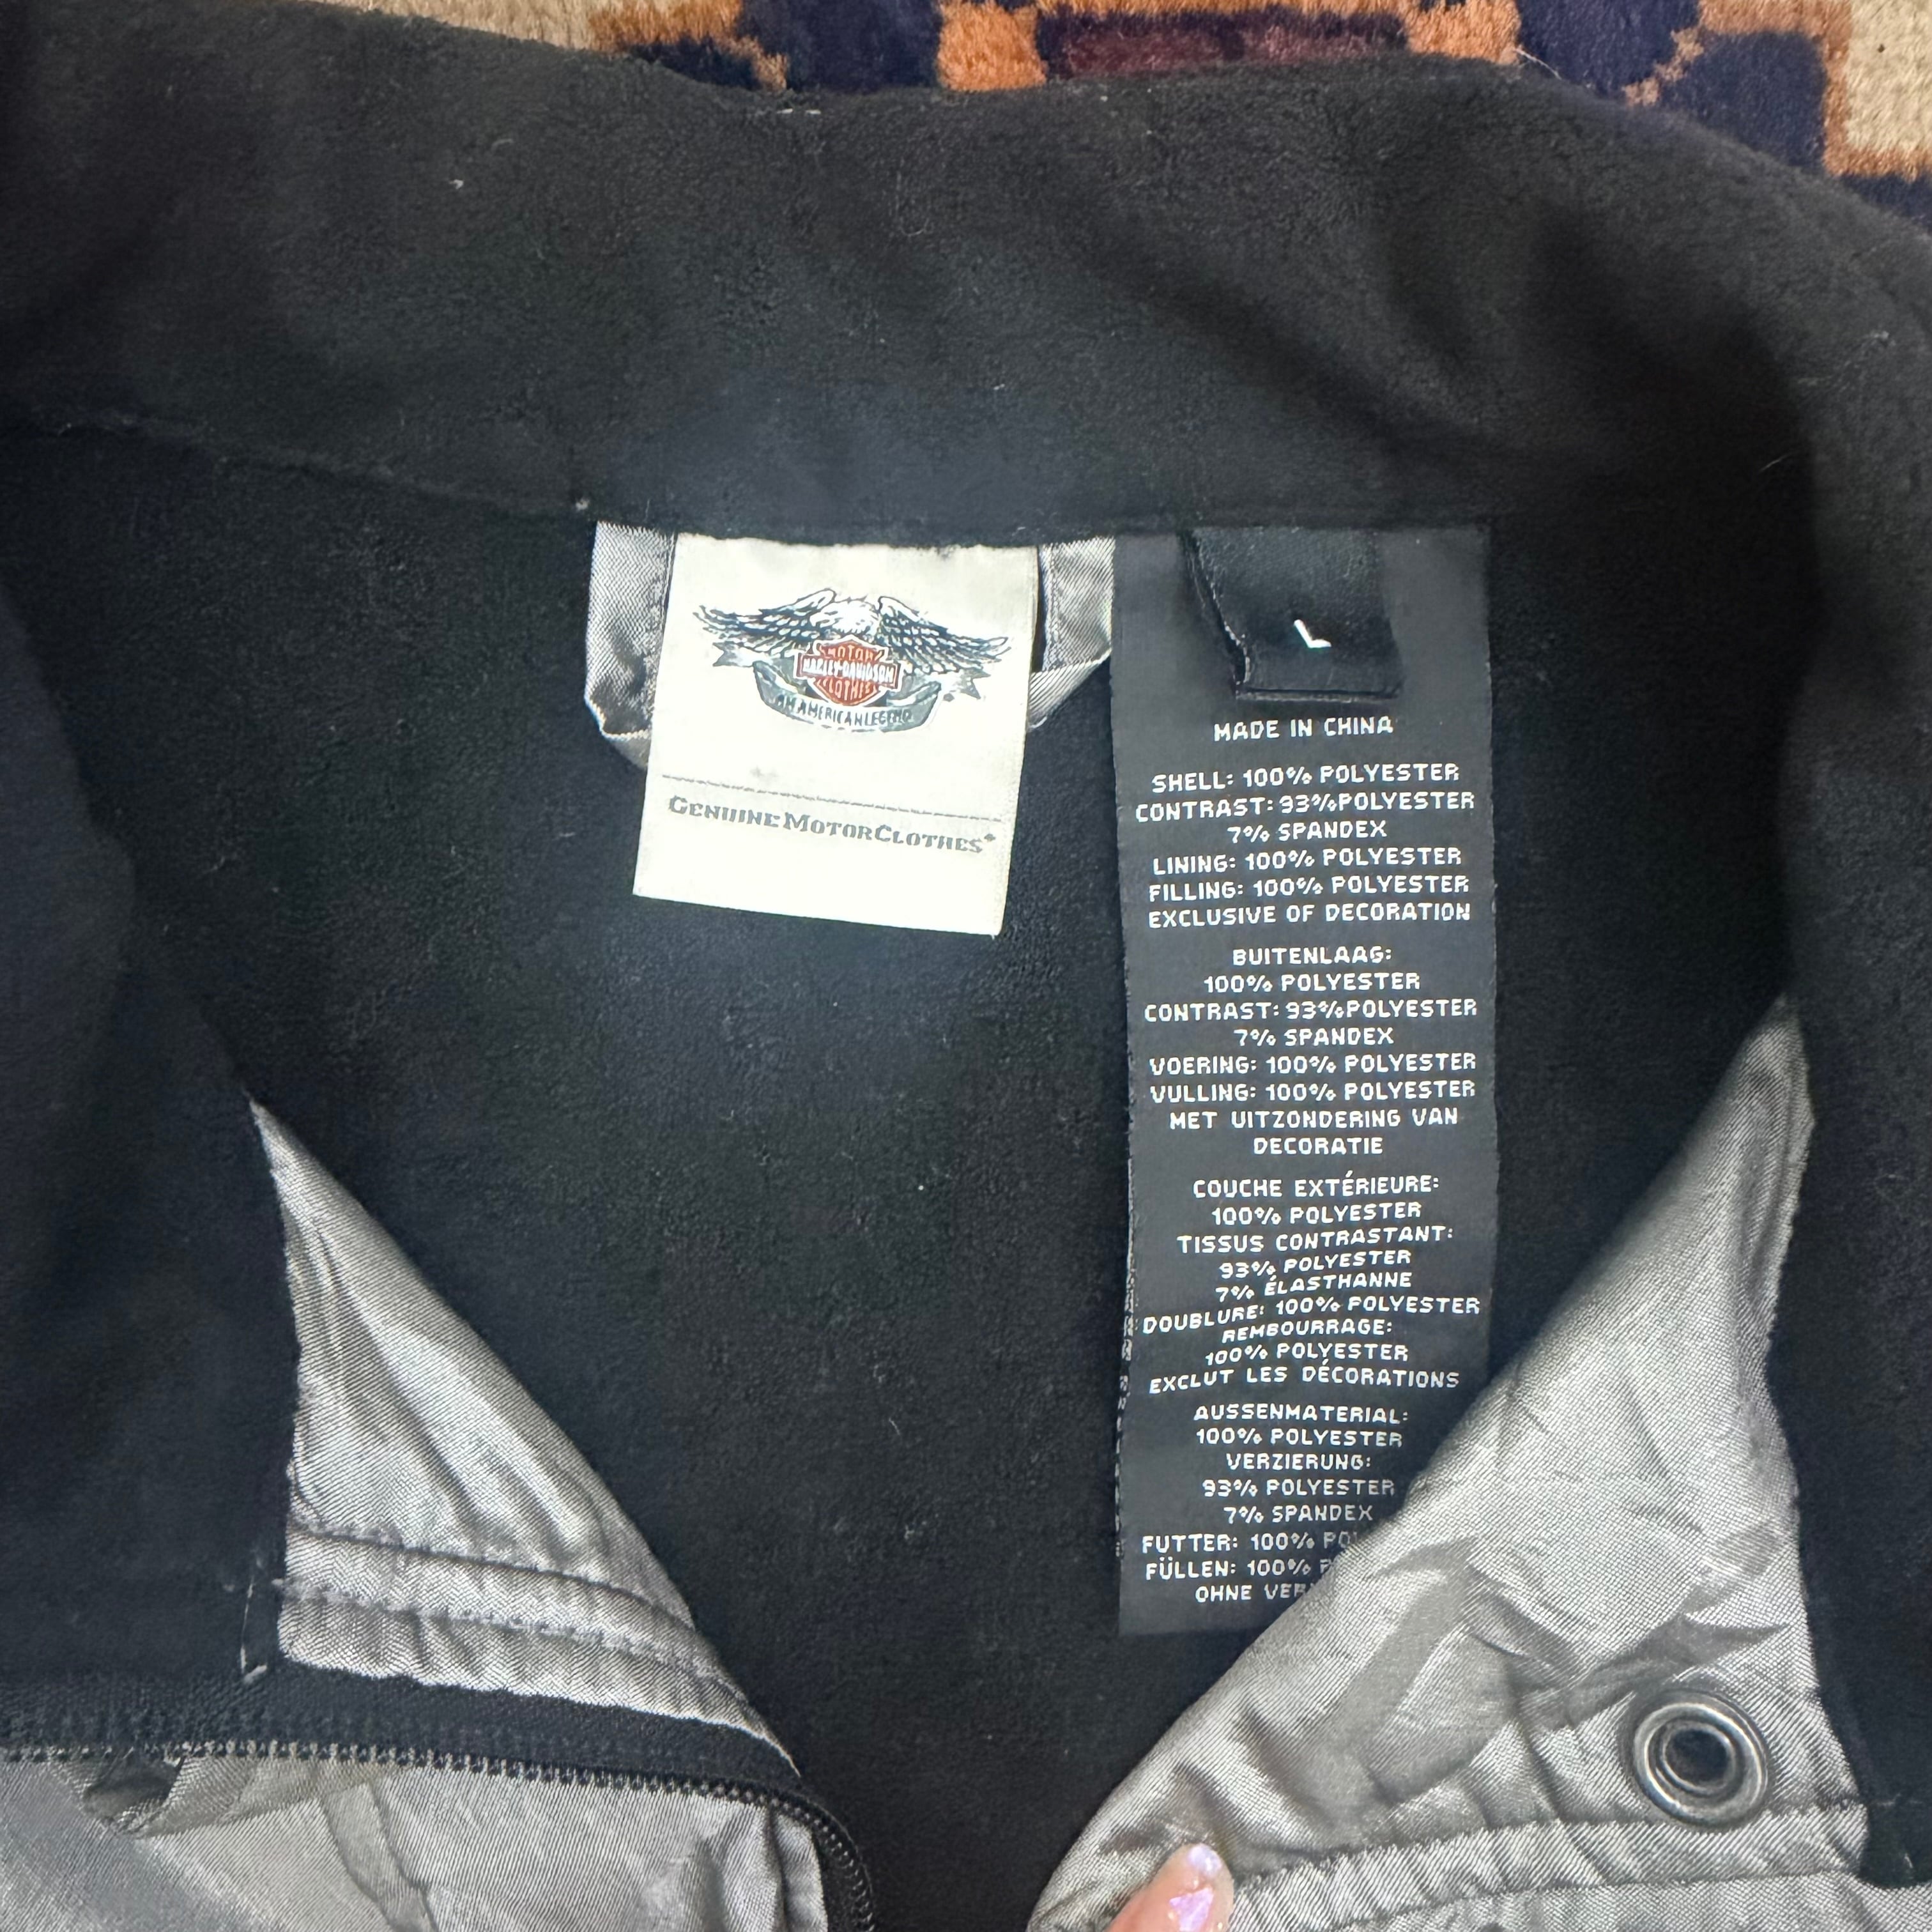 MOTOR
HARLEY-DAVIDSON
CLOTHES
AN AMERICAN LEGEND
GENUINE MOTORCLOTHES®
L
MADE IN CHINA
SHELL: 100% POLYESTER
CONTRAST: 93%POLYESTER
7% SPANDEX
LINING: 100% POLYESTER
FILLING: 100% POLYESTER
EXCLUSIVE OF DECORATION
BUITENLAAG:
100% POLYESTER
CONTRAST: 93%POLYESTER
7% SPANDEX
VOERING: 100% POLYESTER
VULLING: 100% POLYESTER
MET UITZONDERING VAN
DECORATIE
COUCHE EXTÉRIEURE:
100% POLYESTER
TISSUS CONTRASTANT:
93% POLYESTER
7% ÉLASTHANNE
DOUBLURE: 100% POLYESTER
REMBOURRAGE:
100% POLYESTER
EXCLUT LES DÉCORATIONS
AUSSENMATERIAL:
100% POLYESTER
VERZIERUNG:
93% POLYESTER
7% SPANDEX
FUTTER: 100%
FÜLLEN: 100%
OHNE